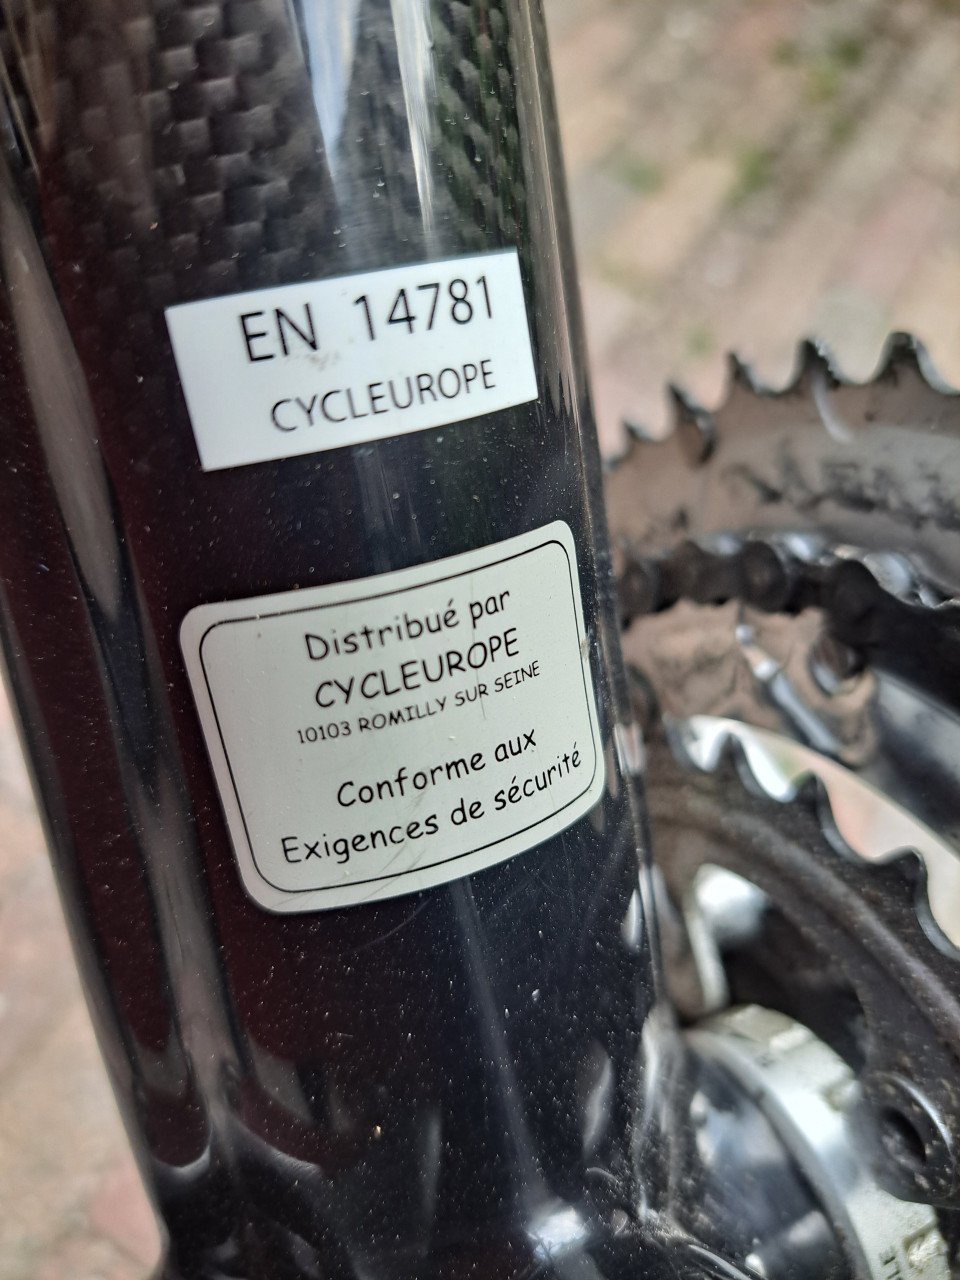 EN 14781
CYCLEUROPE
Distribué par
CYCLEUROPE
10103 ROMILLY SUR SEINE
Conforme aux
Exigences de sécurité